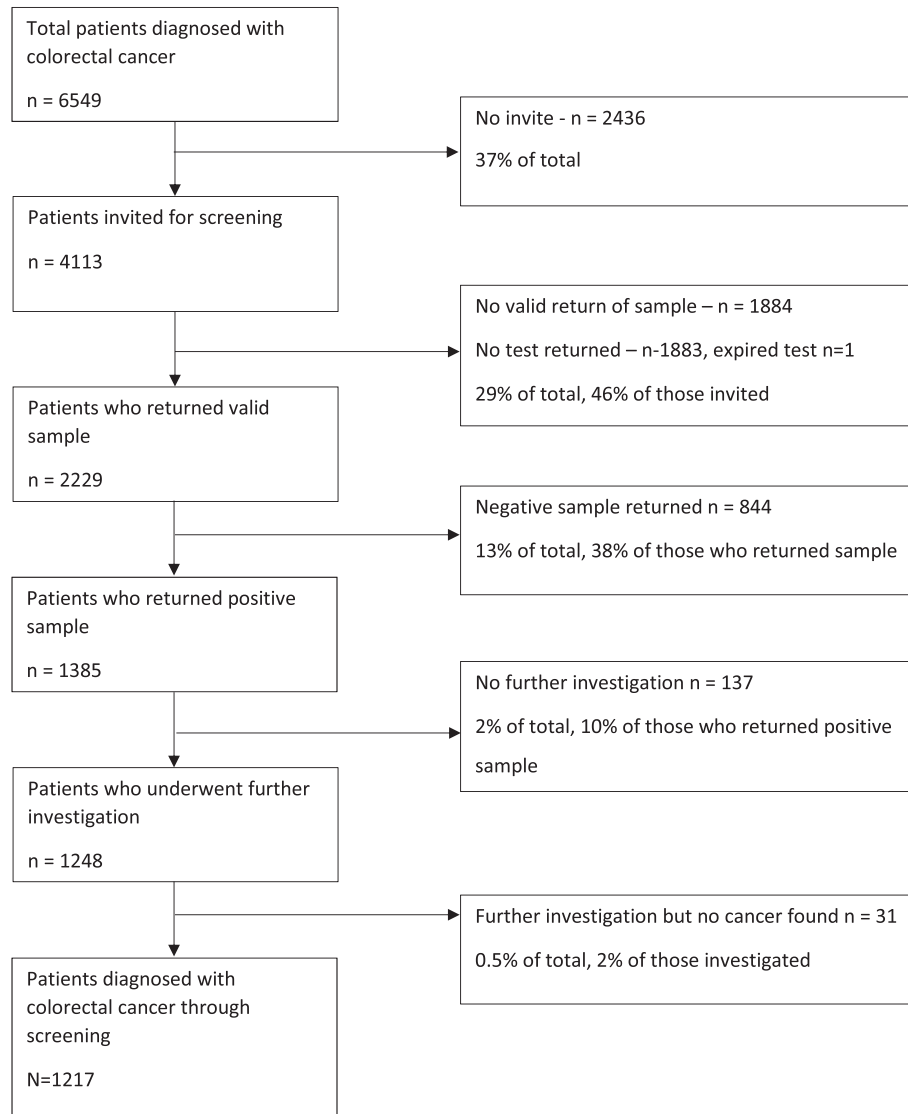 Total patients diagnosed with
colorectal cancer
n = 6549
No invite - n = 2436
37% of total
Patients invited for screening
n = 4113
No valid return of sample – n = 1884
No test returned – n-1883, expired test n=1
29% of total, 46% of those invited
Patients who returned valid
sample
n = 2229
Negative sample returned n = 844
13% of total, 38% of those who returned sample
Patients who returned positive
sample
n = 1385
No further investigation n = 137
2% of total, 10% of those who returned positive
sample
Patients who underwent further
investigation
n = 1248
Further investigation but no cancer found n = 31
0.5% of total, 2% of those investigated
Patients diagnosed with
colorectal cancer through
screening
N=1217